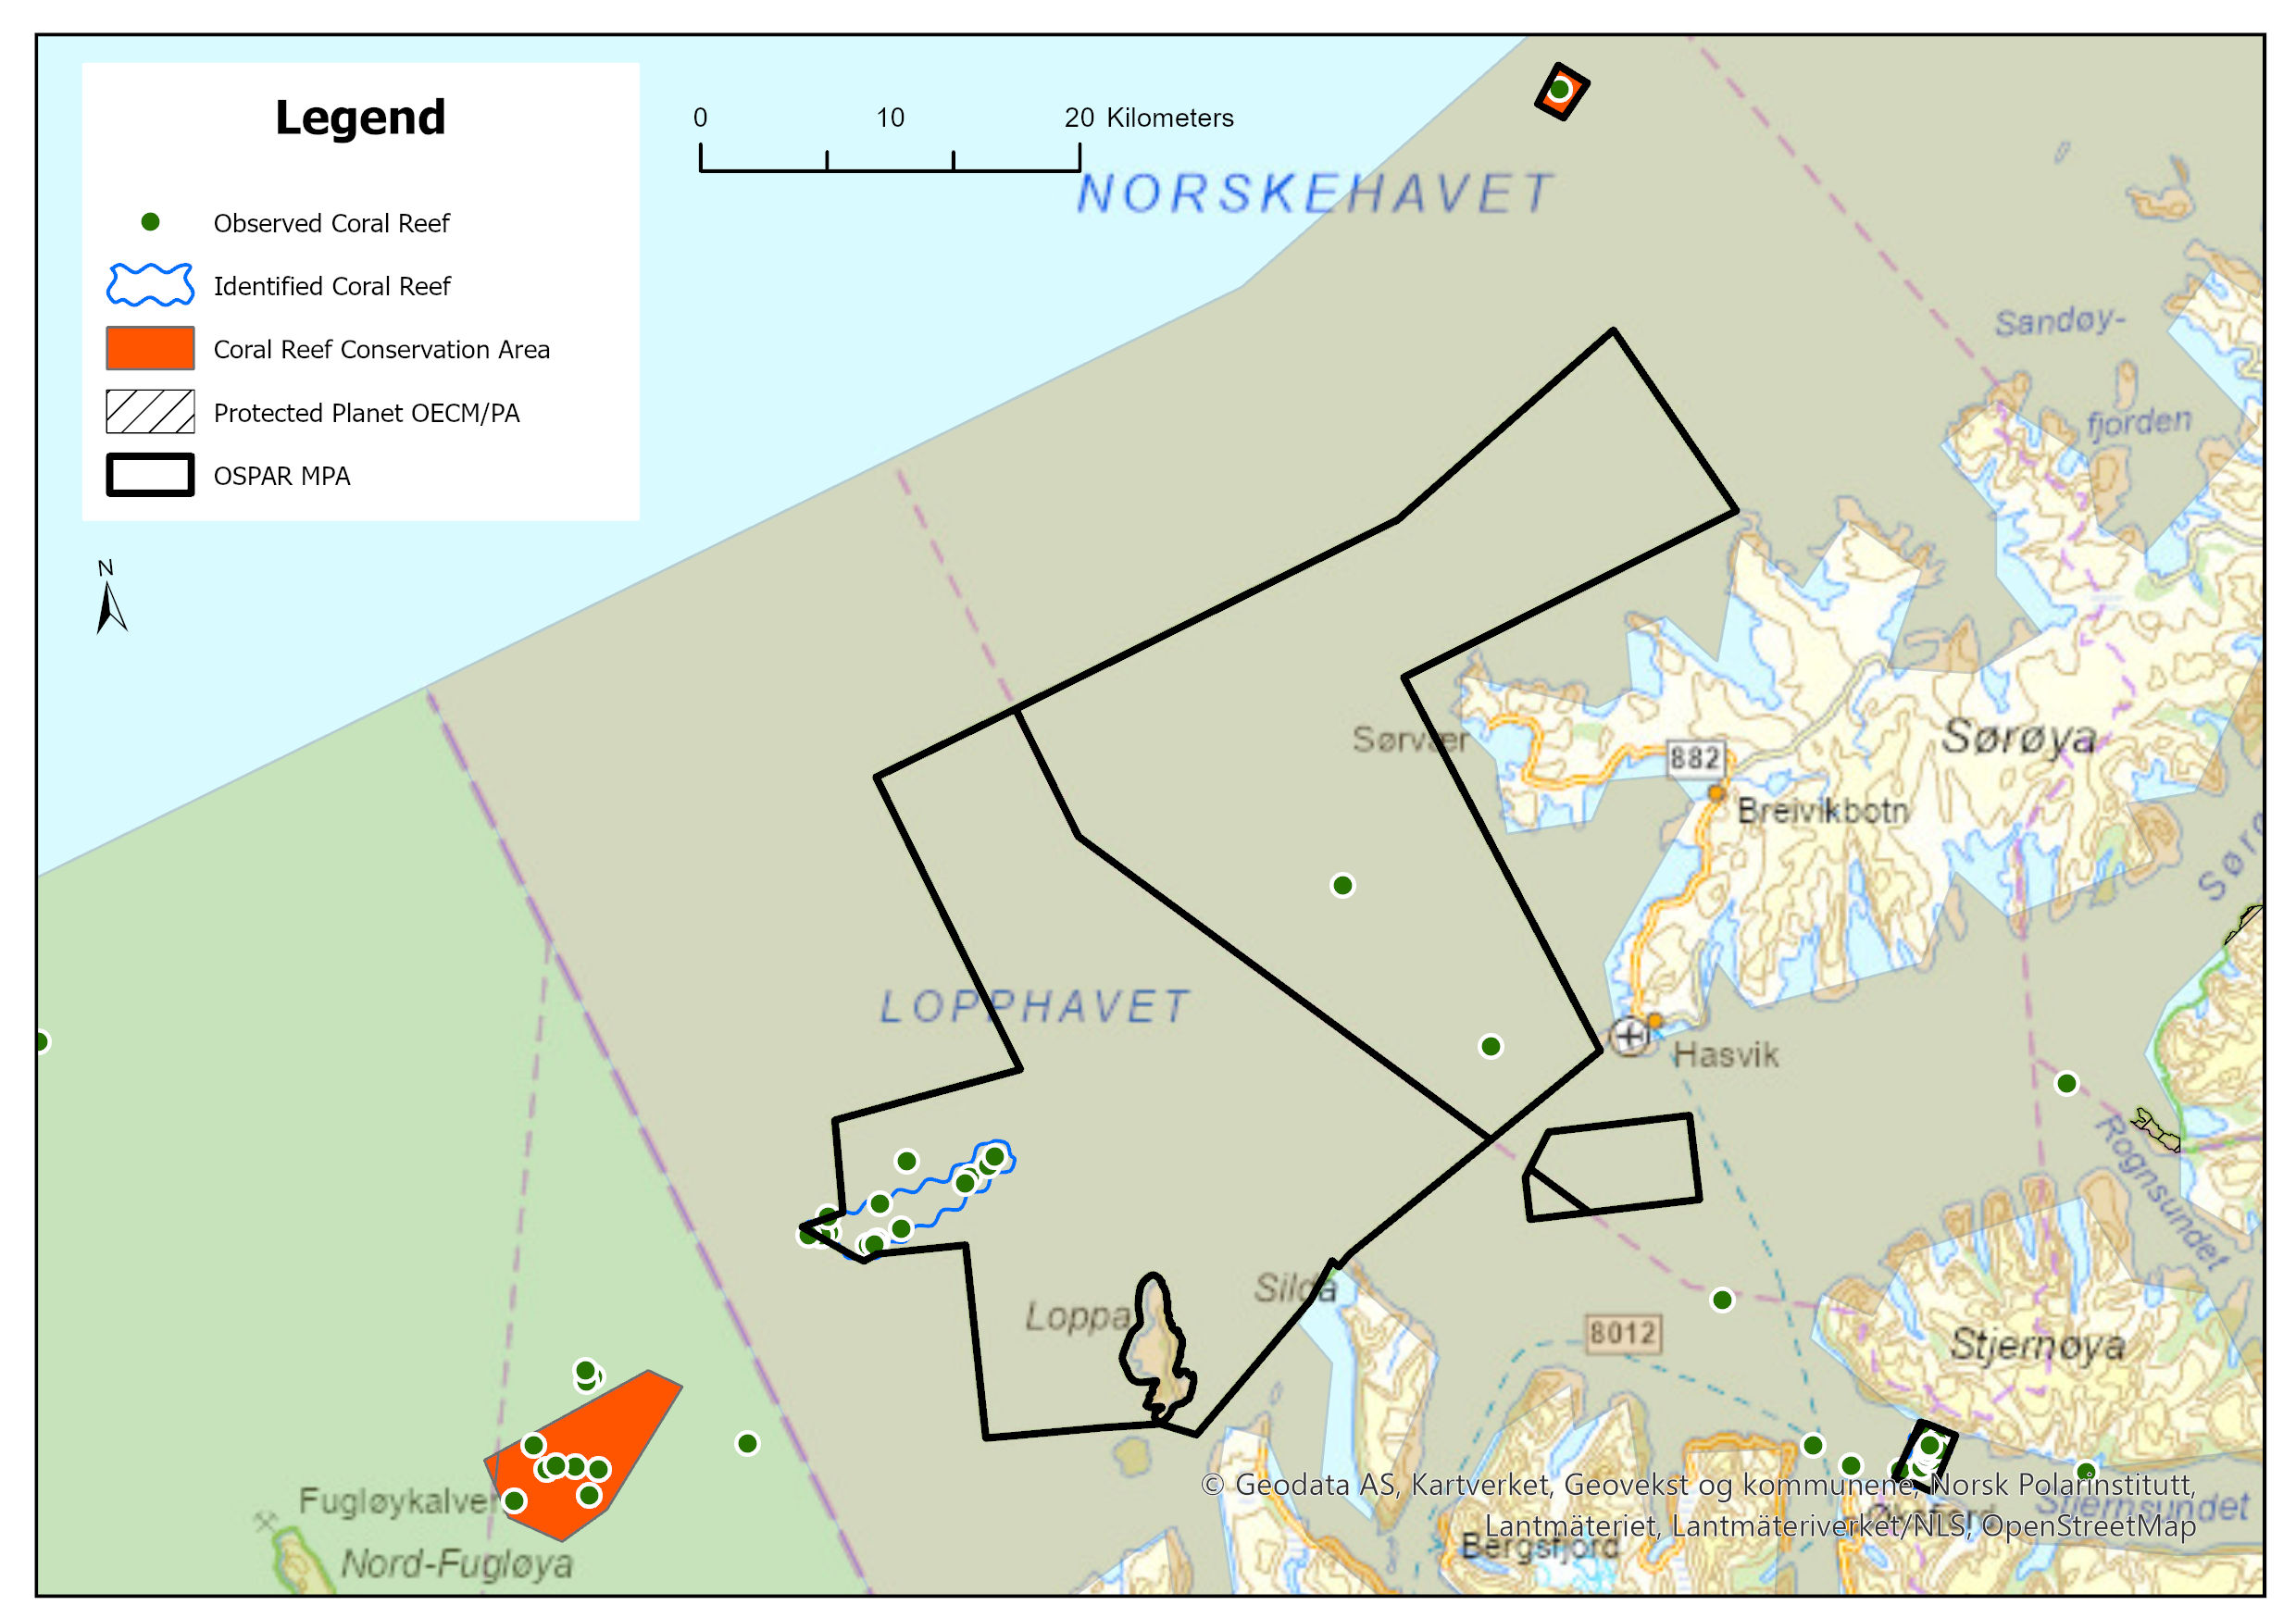 Legend
Observed Coral Reef
Identified Coral Reef
Coral Reef Conservation Area
Protected Planet OECM/PA
OSPAR MPA
0 10 20 Kilometers
NORSKEHAVET
N
Sandøy-
fjorden
Sørvær
882
Sørøya
Breivikbotn
LOPPHAVET
Hasvik
Rognsundet
Silda
Loppa
8012
Stjernøya
Fugløykalven
Nord-Fugløya
© Geodata AS, Kartverket, Geovekst og kommunene, Norsk Polarinstitutt,
Lantmäteriet, Lantmäteriverket/NLS, OpenStreetMap
Stjernsundet
Bergsfjord